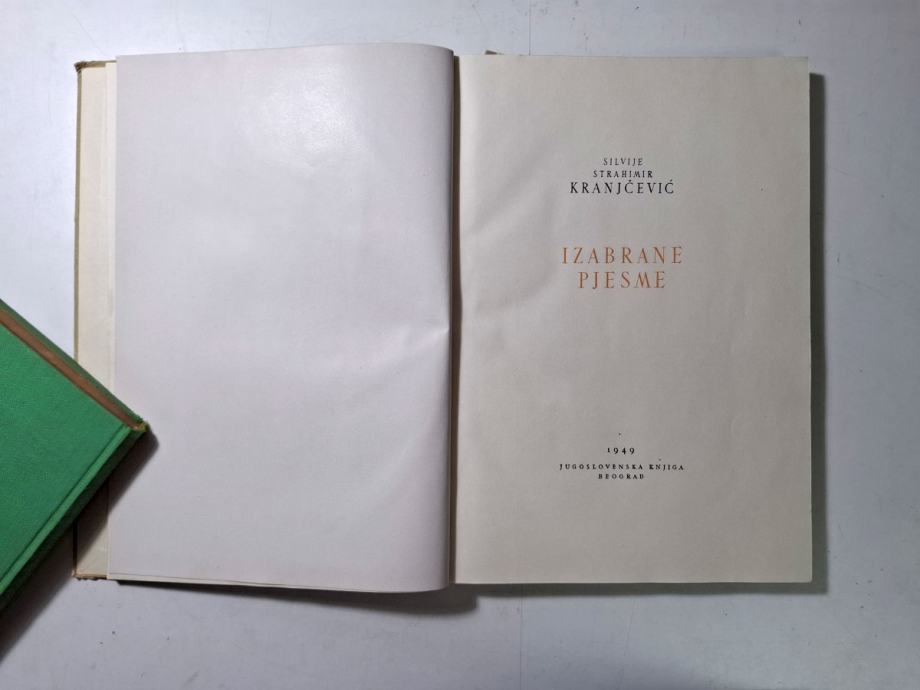 SILVIJE
STRAHIMIR
KRANJČEVIĆ
IZABRANE
PJESME
1949
JUGOSLOVENSKA KNJIGA
BEOGRAD